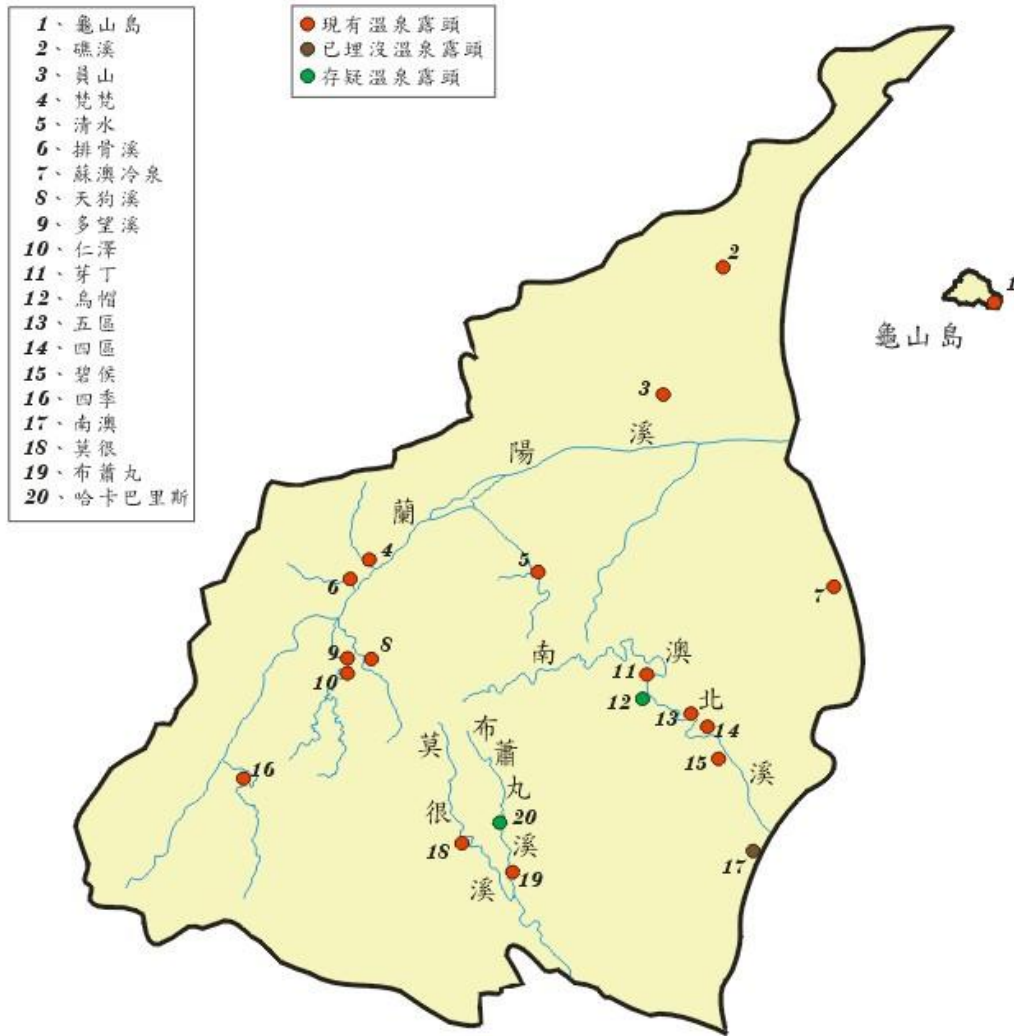 1、龜山島
2、礁溪
3、員山
4、梵梵
5、清水
6、排骨溪
7、蘇澳冷泉
8、天狗溪
9、多望溪
10、仁澤
11、芽丁
12、烏帽
13、五區
14、四區
15、碧候
16、四季
17、南澳
18、莫很
19、布蕭丸
20、哈卡巴里斯
現有溫泉露頭
已埋沒溫泉露頭
存疑溫泉露頭
2
1
龜山島
3
蘭陽溪
4
5
6
7
8
9
10
南澳北溪
11
12
13
14
15
16
莫很溪
布蕭丸溪
20
18
19
17